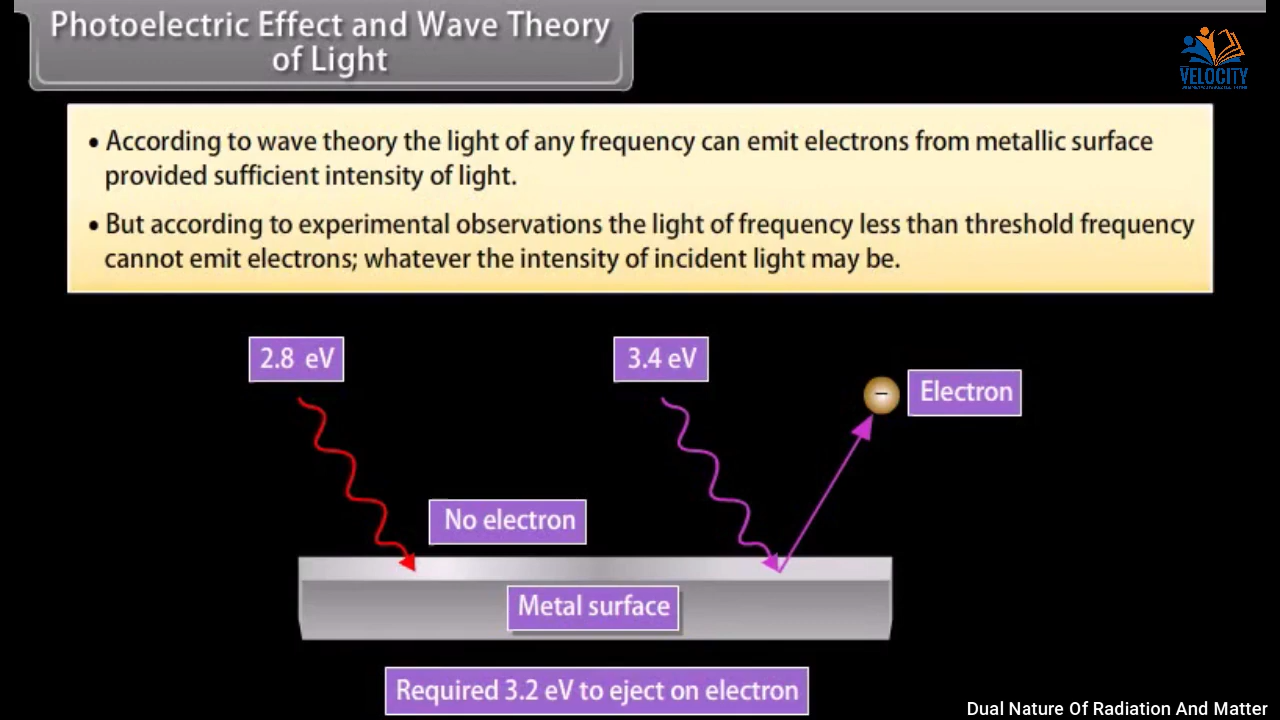 Photoelectric Effect and Wave Theory
of Light
VELOCITY
• According to wave theory the light of any frequency can emit electrons from metallic surface
provided sufficient intensity of light.
• But according to experimental observations the light of frequency less than threshold frequency
cannot emit electrons; whatever the intensity of incident light may be.
2.8 eV
3.4 eV
−
Electron
No electron
Metal surface
Required 3.2 eV to eject on electron
Dual Nature Of Radiation And Matter